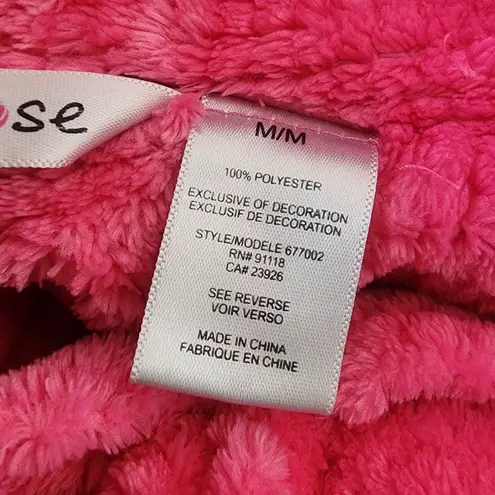 se
M/M
100% POLYESTER
EXCLUSIVE OF DECORATION
EXCLUSIF DE DECORATION
STYLE/MODELE 677002
RN# 91118
CA# 23926
SEE REVERSE
VOIR VERSO
MADE IN CHINA
FABRIQUE EN CHINE